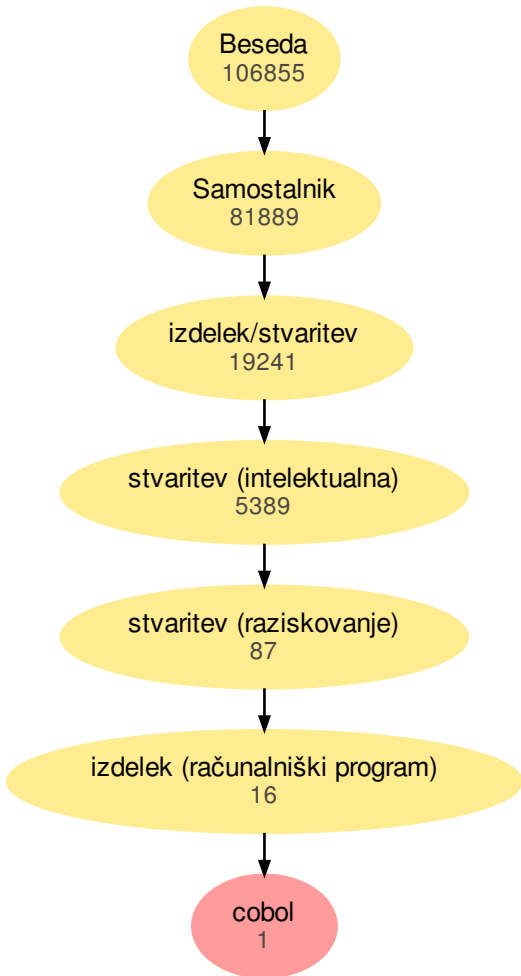 Beseda
106855
Samostalnik
81889
izdelek/stvaritev
19241
stvaritev (intelektualna)
5389
stvaritev (raziskovanje)
87
izdelek (računalniški program)
16
cobol
1